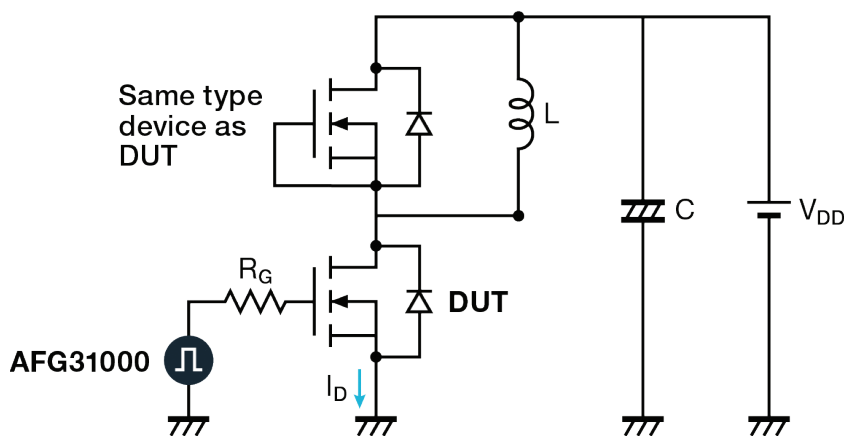 Same type
device as
DUT
L
C
VDD
RG
DUT
AFG31000
ID